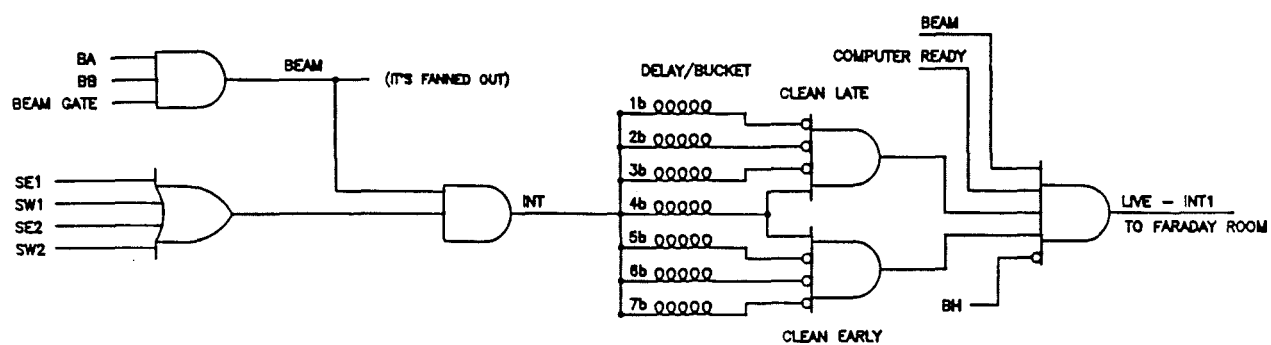 BA
BB
BEAM GATE
BEAM
(IT'S FANNED OUT)
SE1
SW1
SE2
SW2
INT
DELAY/BUCKET
1b
2b
3b
4b
5b
6b
7b
CLEAN LATE
CLEAN EARLY
BEAM
COMPUTER READY
BH
LIVE - INT1
TO FARADAY ROOM